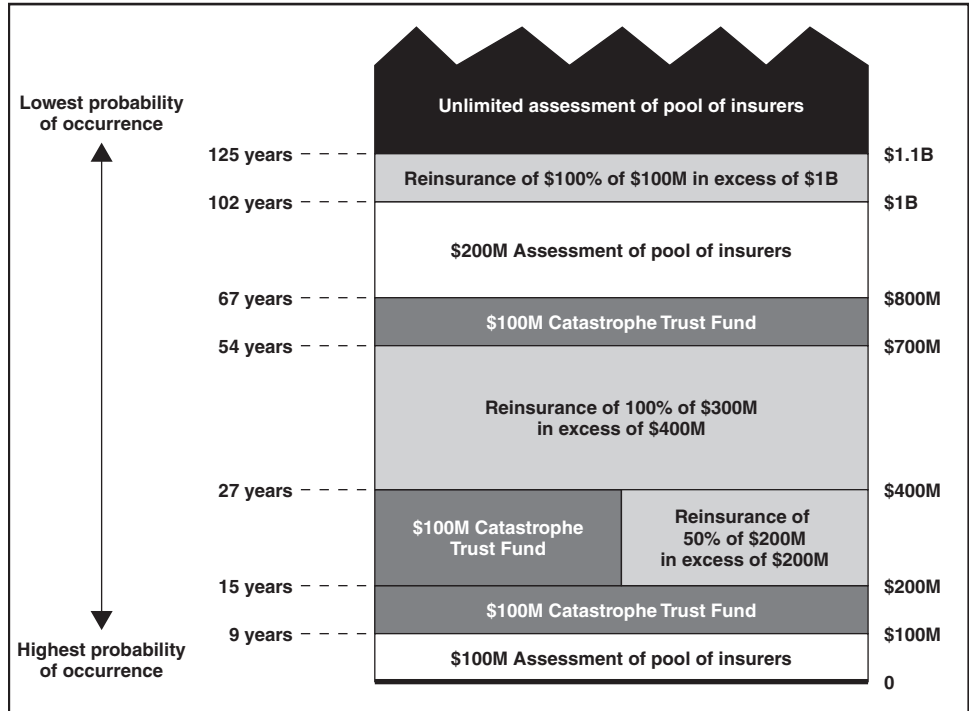 Unlimited assessment of pool of insurers
Lowest probability
of occurrence
125 years
$1.1B
Reinsurance of $100% of $100M in excess of $1B
102 years
$1B
$200M Assessment of pool of insurers
67 years
$800M
$100M Catastrophe Trust Fund
54 years
$700M
Reinsurance of 100% of $300M
in excess of $400M
27 years
$400M
$100M Catastrophe
Trust Fund
Reinsurance of
50% of $200M
in excess of $200M
15 years
$200M
$100M Catastrophe Trust Fund
9 years
$100M
Highest probability
of occurrence
$100M Assessment of pool of insurers
0